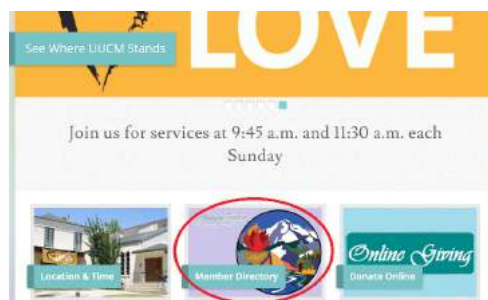 LOVE
See Where UUCM Stands
Join us for services at 9:45 a.m. and 11:30 a.m. each
Sunday
Location & Time
Member Directory
Online Giving
Donate Online